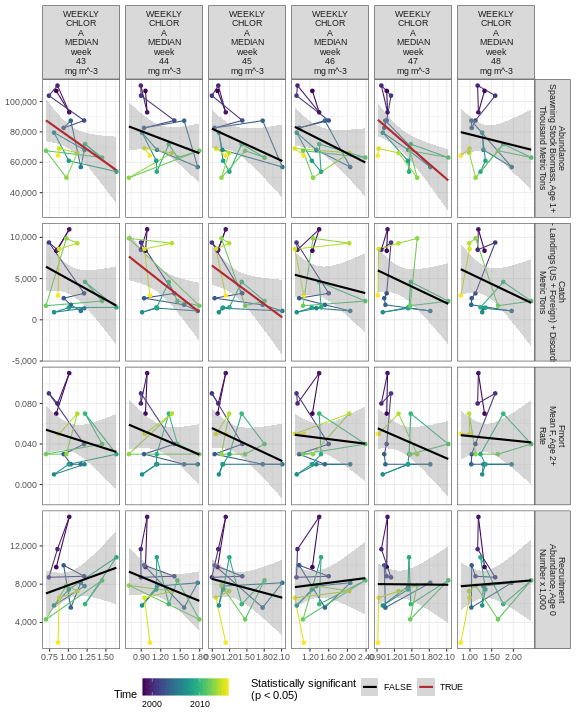 WEEKLY
CHLOR
A
MEDIAN
week
43
mg m^-3
WEEKLY
CHLOR
A
MEDIAN
week
44
mg m^-3
WEEKLY
CHLOR
A
MEDIAN
week
45
mg m^-3
WEEKLY
CHLOR
A
MEDIAN
week
46
mg m^-3
WEEKLY
CHLOR
A
MEDIAN
week
47
mg m^-3
WEEKLY
CHLOR
A
MEDIAN
week
48
mg m^-3
100,000
80,000
60,000
40,000
Abundance
Spawning Stock Biomass, Age 1+
Thousand Metric Tons
10,000
5,000
0
-5,000
Catch
- Landings (US + Foreign) + Discard
Metric Tons
0.080
0.040
0.000
Fmort
Mean F, Age 2+
Rate
12,000
8,000
4,000
Recruitment
Abundance, Age 0
Number x 1,000
0.75 1.00 1.25 1.50
0.90 1.20 1.50 1.80
0.90 1.20 1.50 1.80 2.10
1.20 1.60 2.00 2.40
0.90 1.20 1.50 1.80 2.10
1.00 1.50 2.00
Time
2000 2010
Statistically significant
(p < 0.05)
FALSE
TRUE